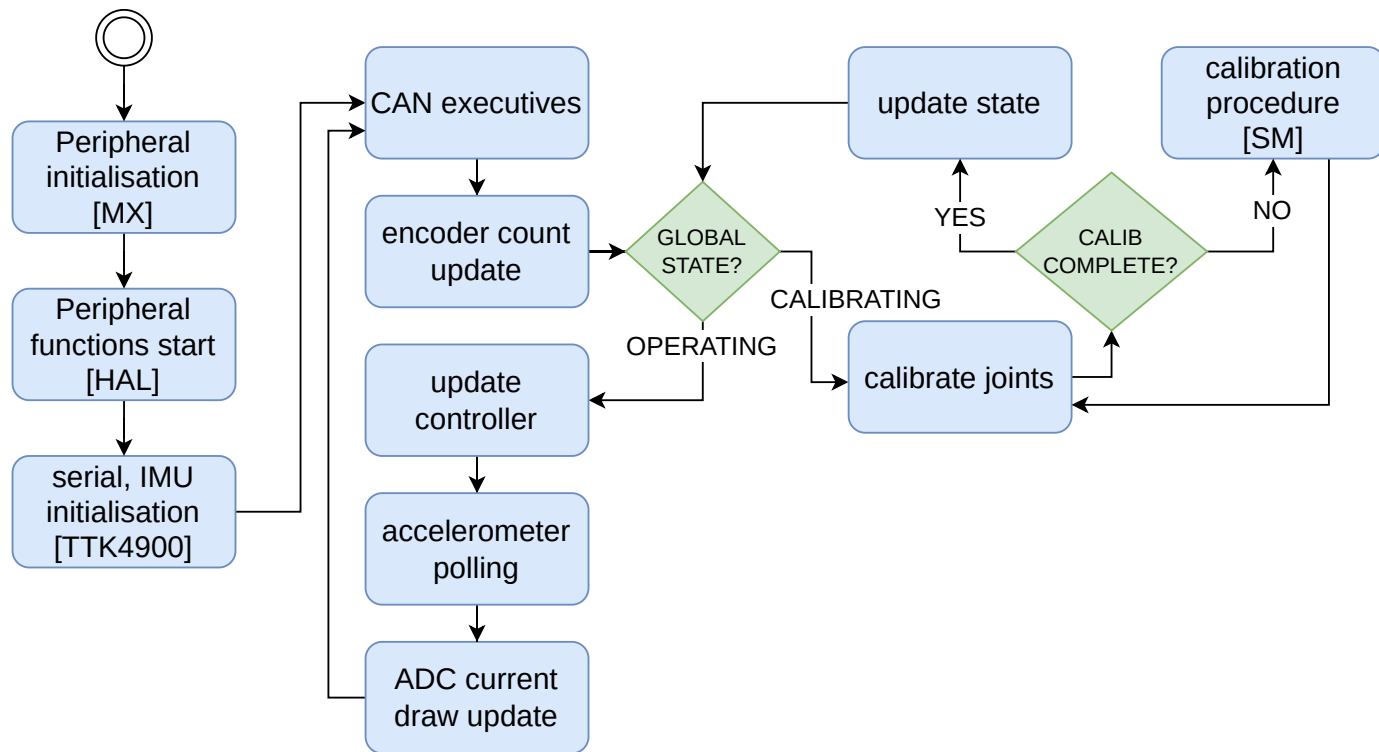 Peripheral
initialisation
[MX]
Peripheral
functions start
[HAL]
serial, IMU
initialisation
[TTK4900]
CAN executives
encoder count
update
GLOBAL
STATE?
OPERATING
CALIBRATING
update
controller
accelerometer
polling
ADC current
draw update
calibrate joints
CALIB
COMPLETE?
YES
NO
update state
calibration
procedure
[SM]